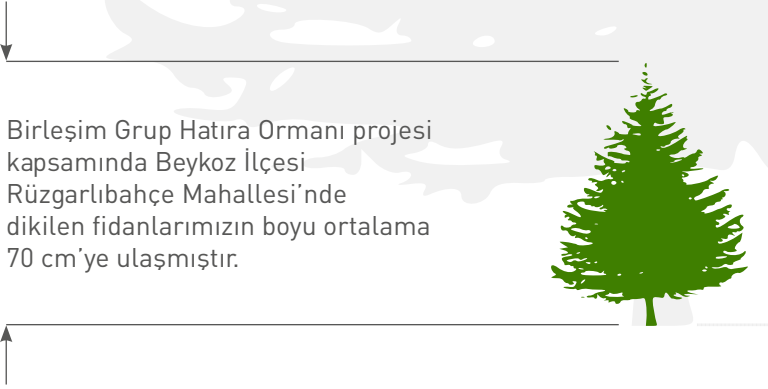 Birleşim Grup Hatıra Ormanı projesi
kapsamında Beykoz İlçesi
Rüzgarlıbahçe Mahallesi’nde
dikilen fidanlarımızın boyu ortalama
70 cm’ye ulaşmıştır.